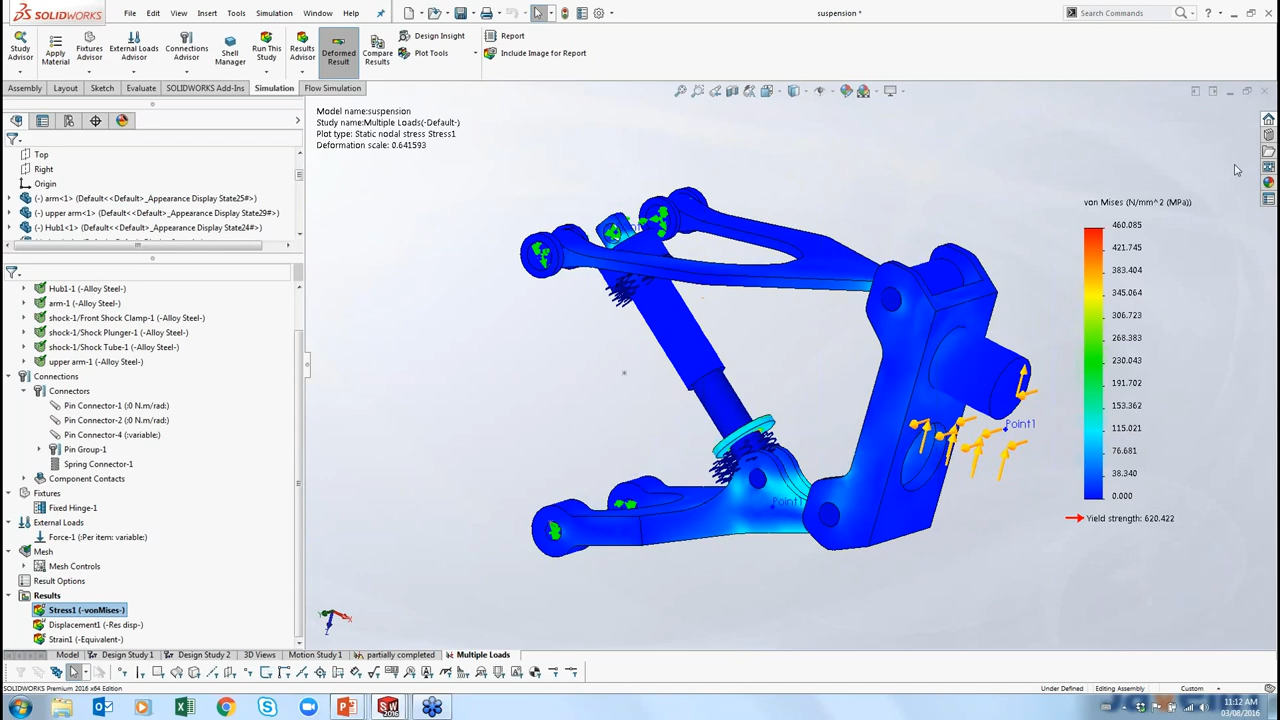 SOLIDWORKS File Edit View Insert Tools Simulation Window Help suspension * Search Commands
Study Advisor Apply Material Fixtures Advisor External Loads Advisor Connections Advisor Shell Manager Run This Study Results Advisor Deformed Result Compare Results
Design Insight Report
Plot Tools Include Image for Report
Assembly Layout Sketch Evaluate SOLIDWORKS Add-Ins Simulation Flow Simulation
Model name:suspension
Study name:Multiple Loads(-Default-)
Plot type: Static nodal stress Stress1
Deformation scale: 0.641593
Top
Right
Origin
(-) arm<1> (Default<<Default>_Appearance Display State25#>)
(-) upper arm<1> (Default<<Default>_Appearance Display State29#>)
(-) Hub1<1> (Default<<Default>_Appearance Display State24#>)
Hub1-1 (-Alloy Steel-)
arm-1 (-Alloy Steel-)
shock-1/Front Shock Clamp-1 (-Alloy Steel-)
shock-1/Shock Plunger-1 (-Alloy Steel-)
shock-1/Shock Tube-1 (-Alloy Steel-)
upper arm-1 (-Alloy Steel-)
Connections
Connectors
Pin Connector-1 (:0 N.m/rad:)
Pin Connector-2 (:0 N.m/rad:)
Pin Connector-4 (:variable:)
Pin Group-1
Spring Connector-1
Component Contacts
Fixtures
Fixed Hinge-1
External Loads
Force-1 (:Per item: variable:)
Mesh
Mesh Controls
Result Options
Results
Stress1 (-vonMises-)
Displacement1 (-Res disp-)
Strain1 (-Equivalent-)
von Mises (N/mm^2 (MPa))
460.085
421.745
383.404
345.064
306.723
268.383
230.043
191.702
153.362
115.021
76.681
38.340
0.000
Yield strength: 620.422
Point1
Point1
Model Design Study 1 Design Study 2 3D Views Motion Study 1 partially completed Multiple Loads
SOLIDWORKS Premium 2016 x64 Edition Under Defined Editing Assembly Custom
11:12 AM
03/08/2016